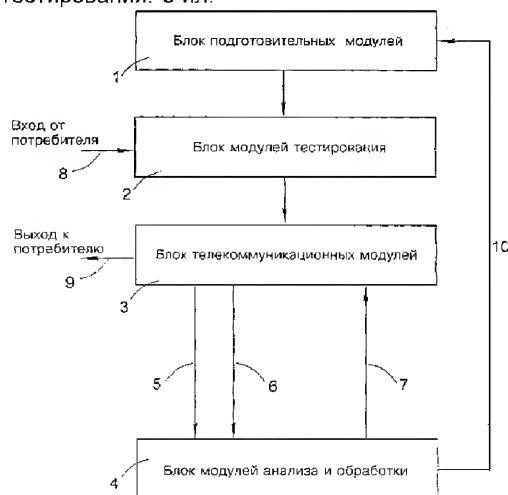 тестирования. 3 ил.
Блок подготовительных модулей
1
Вход от
потребителя
8
Блок модулей тестирования
2
Выход к
потребителю
9
Блок телекоммуникационных модулей
3
10
5
6
7
Блок модулей анализа и обработки
4